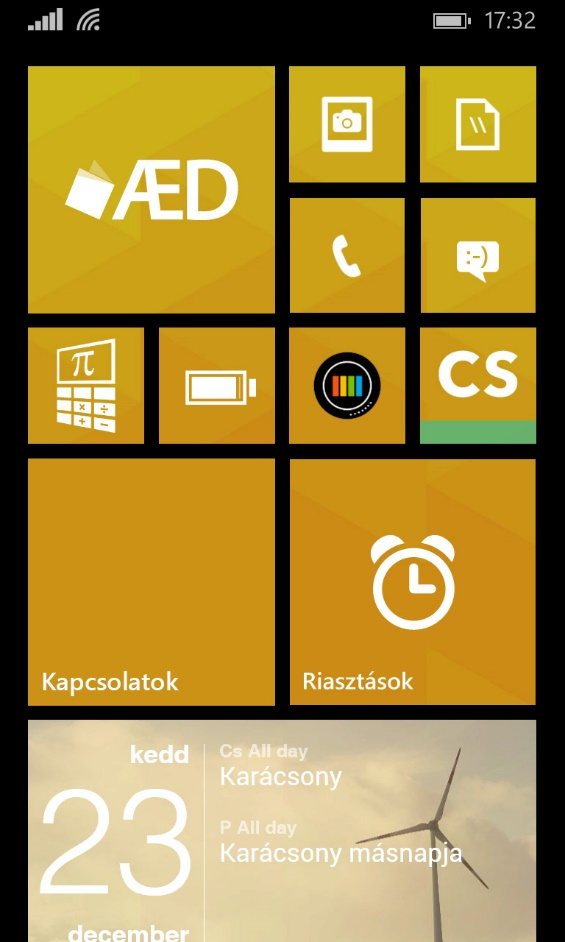 17:32
ÆD
:-)
π
× ÷
+ −
CS
Kapcsolatok
Riasztások
kedd
23
december
Cs All day
Karácsony
P All day
Karácsony másnapja